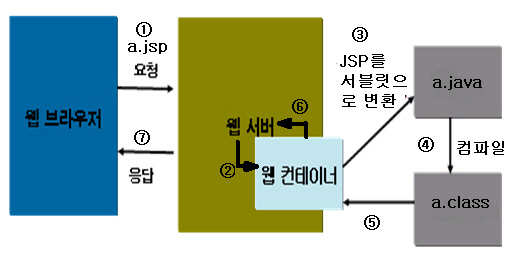 ①
a.jsp
요청
웹 브라우저
⑦
응답
웹 서버
⑥
②
웹 컨테이너
③
JSP를
서블릿으
로 변환
a.java
④ 컴파일
a.class
⑤